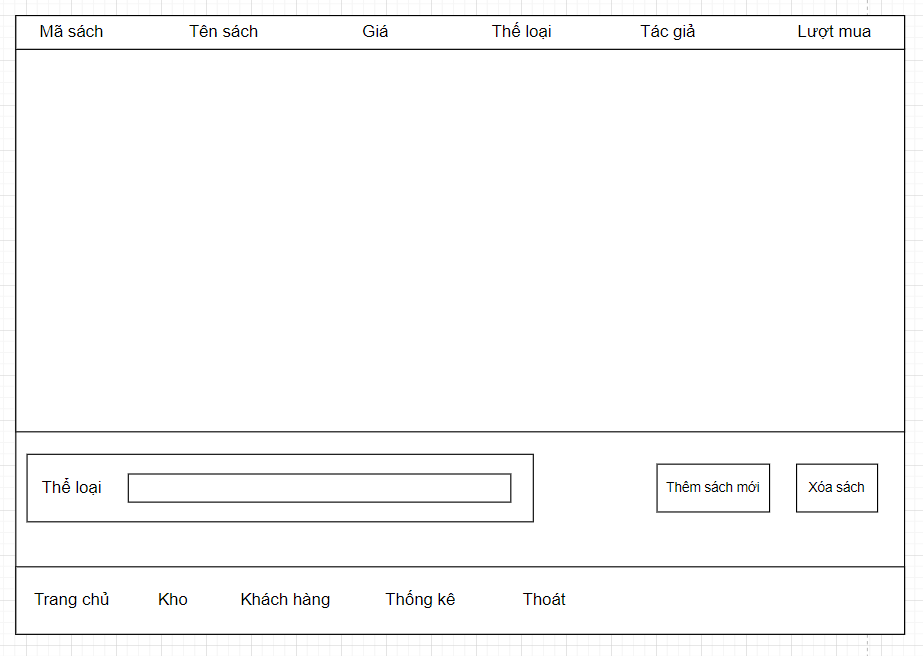 Mã sách Tên sách Giá Thể loại Tác giả Lượt mua
Thể loại Thêm sách mới Xóa sách
Trang chủ Kho Khách hàng Thống kê Thoát